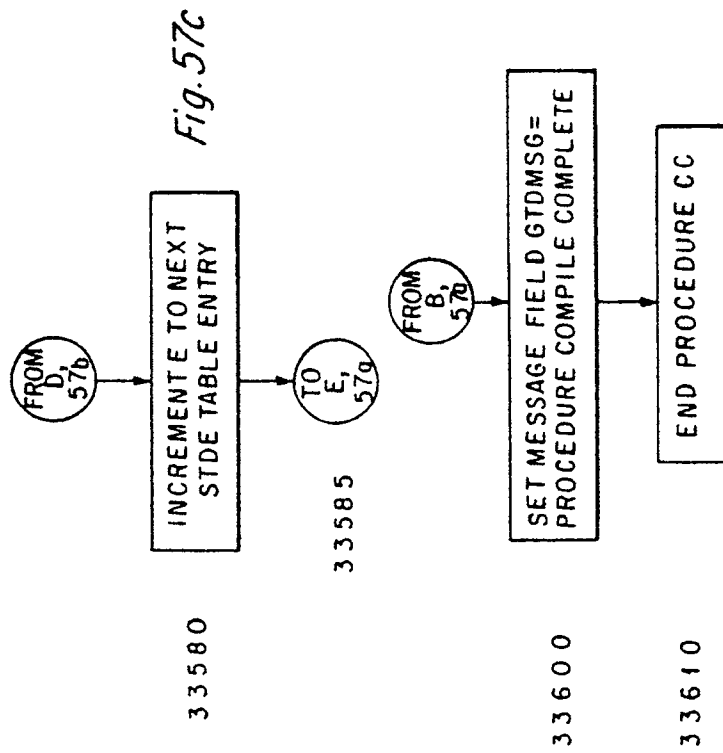 Fig. 57c
FROM
D,
57b
33580
INCREMENTE TO NEXT
STDE TABLE ENTRY
33585
TO
E,
57a
FROM
B,
57a
33600
SET MESSAGE FIELD GTDMSG=
PROCEDURE COMPILE COMPLETE
33610
END PROCEDURE CC